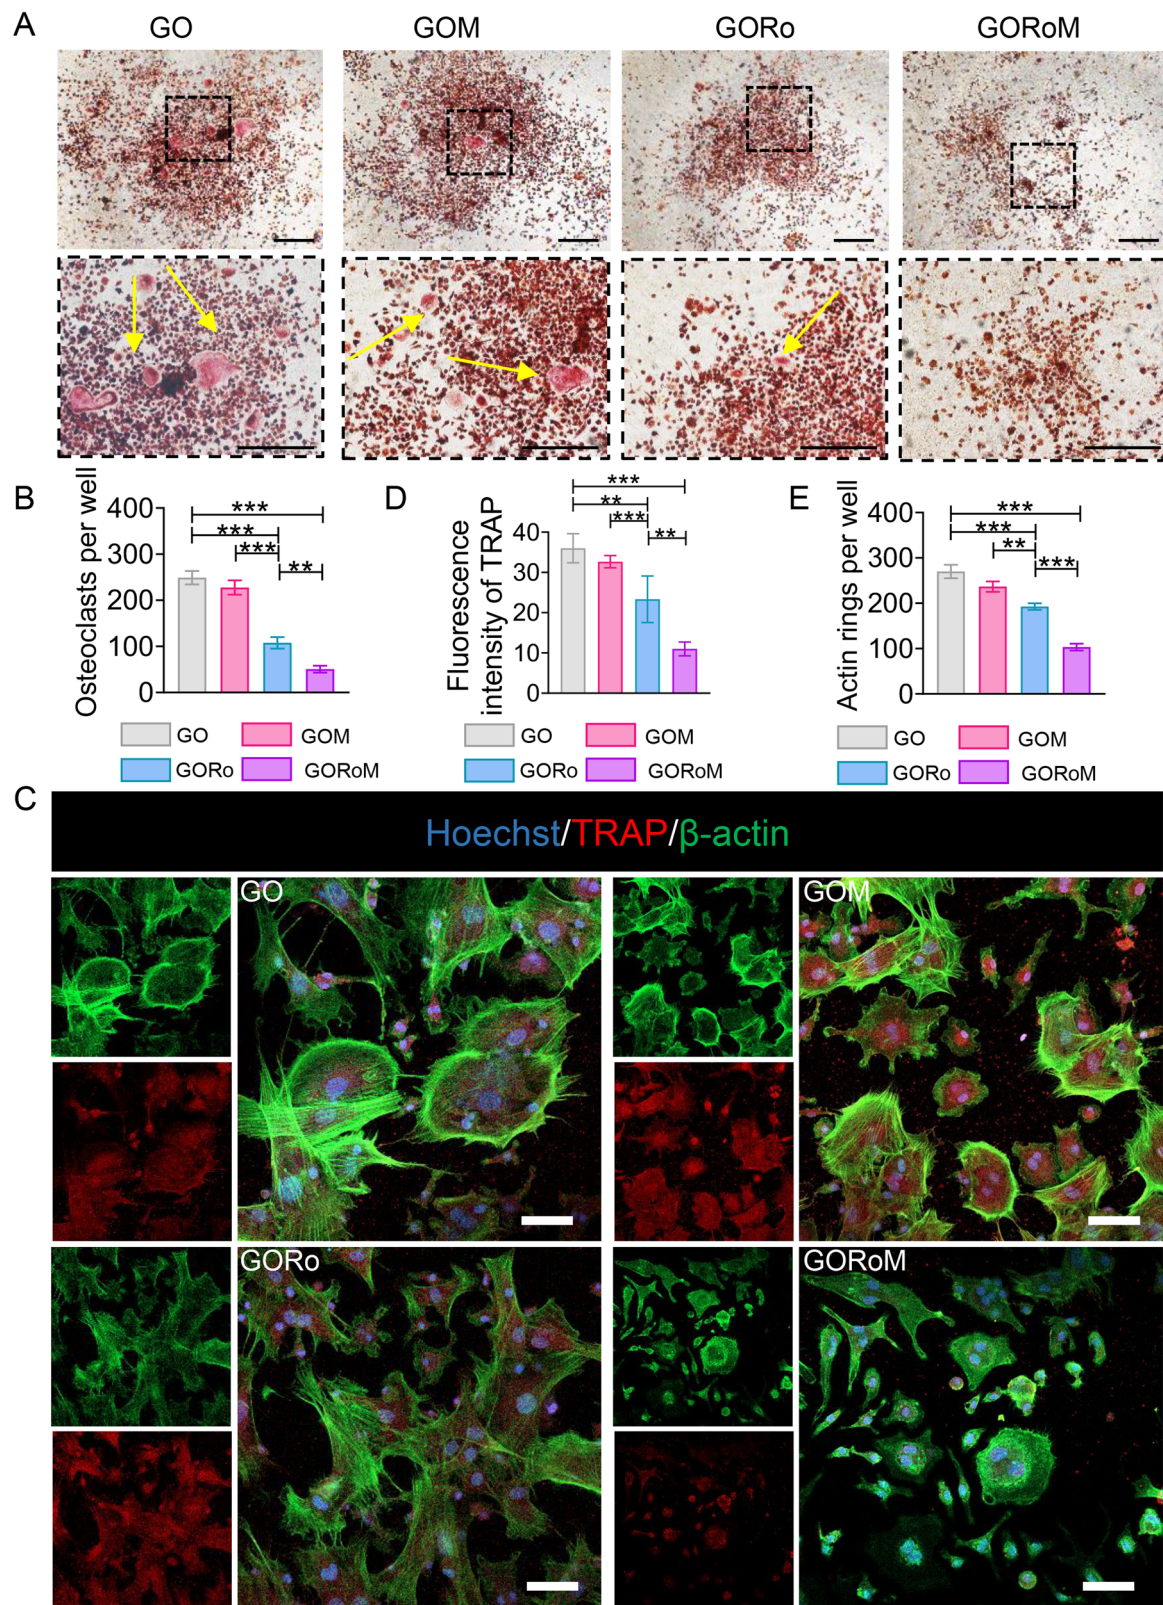 A
GO
GOM
GORo
GORoM
B
Osteoclasts per well
400
300
200
100
0
***
***
***
**
GO
GOM
GORo
GORoM
D
Fluorescence
intensity of TRAP
40
30
20
10
0
***
**
***
**
GO
GOM
GORo
GORoM
E
Actin rings per well
400
300
200
100
0
***
***
**
***
GO
GOM
GORo
GORoM
C
Hoechst/TRAP/β-actin
GO
GOM
GORo
GORoM